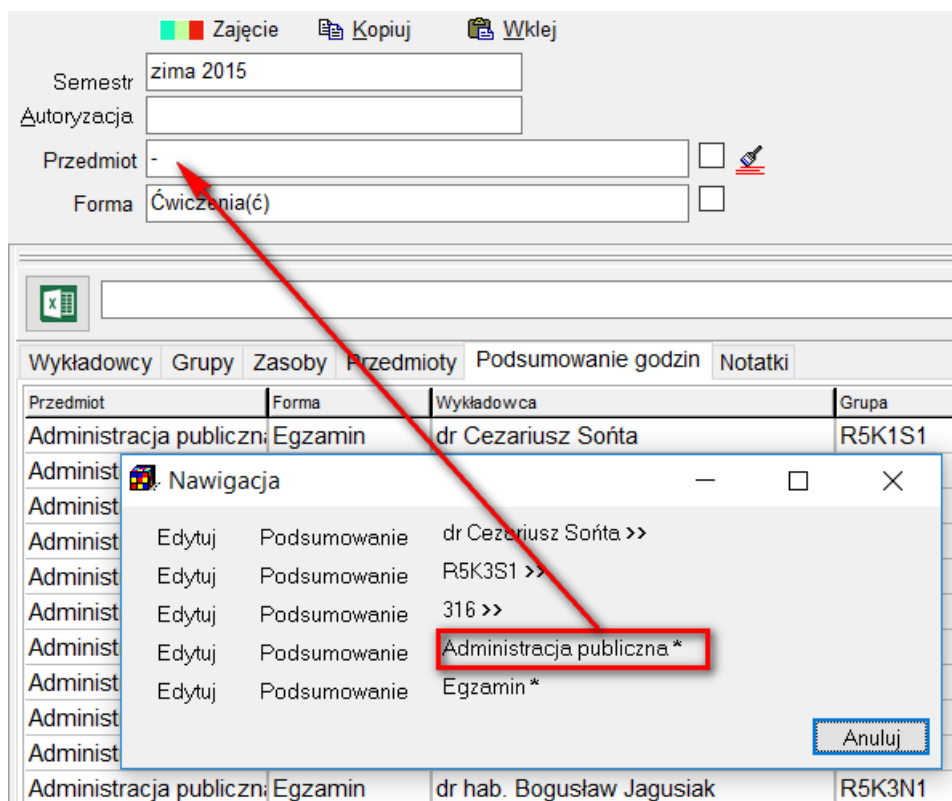 Zajęcie Kopiuj Wklej
Semestr zima 2015
Autoryzacja
Przedmiot -
Forma Ćwiczenia(ć)
Wykładowcy Grupy Zasoby Przedmioty Podsumowanie godzin Notatki
Przedmiot Forma Wykładowca Grupa
Administracja publiczn Egzamin dr Cezariusz Sońta R5K1S1
Administ
Nawigacja
Administ
Administ
Edytuj Podsumowanie dr Cezariusz Sońta >>
Administ
Edytuj Podsumowanie R5K3S1 >>
Administ
Edytuj Podsumowanie 316 >>
Administ
Edytuj Podsumowanie Administracja publiczna *
Administ
Edytuj Podsumowanie Egzamin *
Administ
Administ
Anuluj
Administracja publiczn Egzamin dr hab. Bogusław Jagusiak R5K3N1